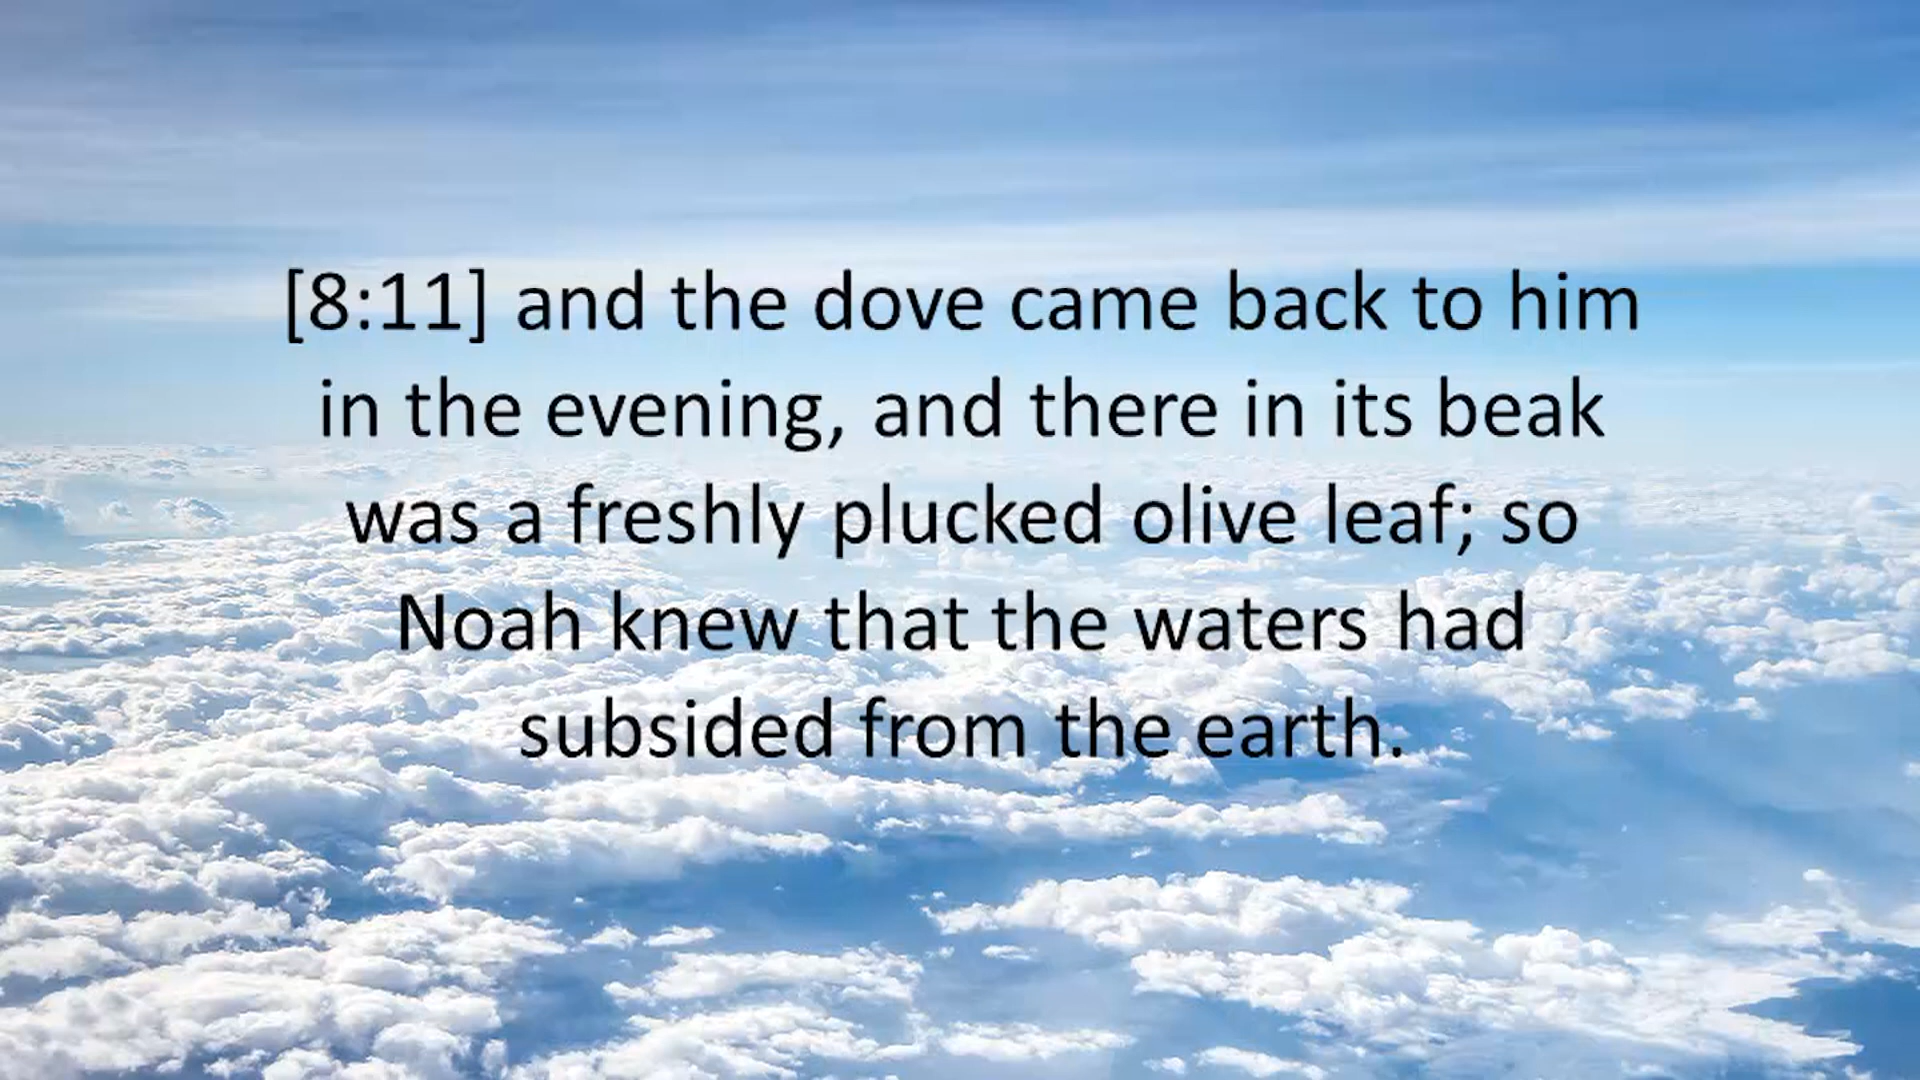 [8:11] and the dove came back to him
in the evening, and there in its beak
was a freshly plucked olive leaf; so
Noah knew that the waters had
subsided from the earth.